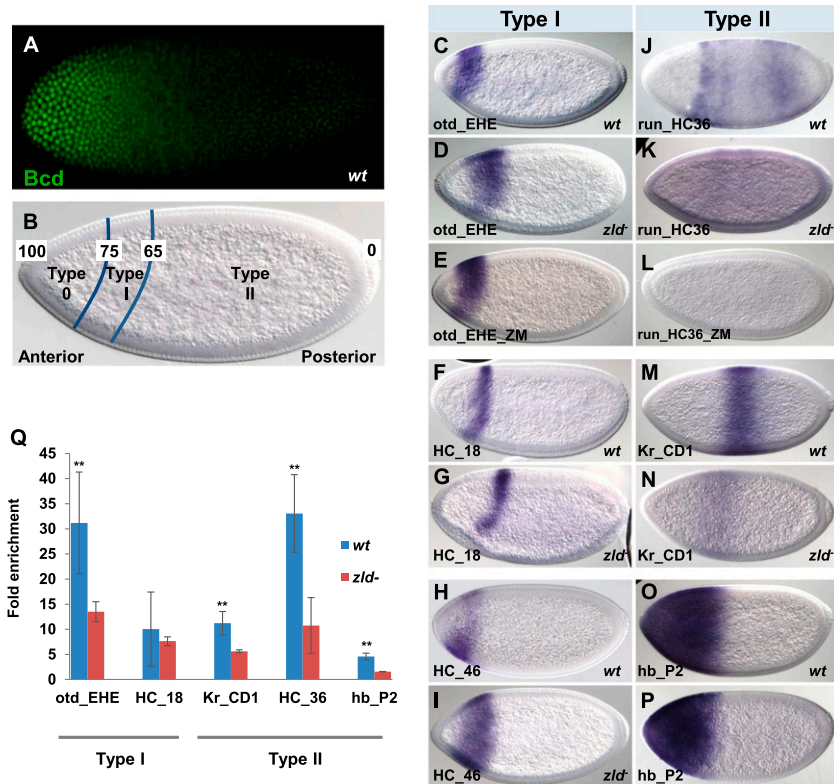 A
Bcd
wt
B
100
75
65
0
Type
0
Type
I
Type
II
Anterior
Posterior
Q
Fold enrichment
45
40
35
30
25
20
15
10
5
0
**
**
**
**
wt
zld-
otd_EHE
HC_18
Kr_CD1
HC_36
hb_P2
Type I
Type II
Type I
Type II
C
otd_EHE
wt
J
run_HC36
wt
D
otd_EHE
zld-
K
run_HC36
zld-
E
otd_EHE_ZM
L
run_HC36_ZM
F
HC_18
wt
M
Kr_CD1
wt
G
HC_18
zld-
N
Kr_CD1
zld-
H
HC_46
wt
O
hb_P2
wt
I
HC_46
zld-
P
hb_P2
zld-